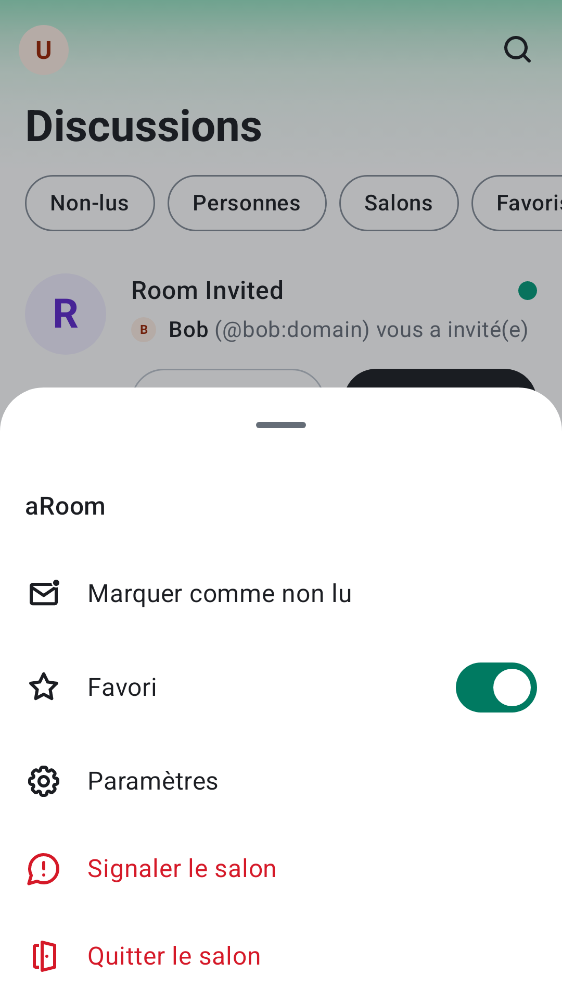 U
Discussions
Non-lus
Personnes
Salons
Favoris
R
Room Invited
B
Bob (@bob:domain) vous a invité(e)
aRoom
Marquer comme non lu
Favori
Paramètres
Signaler le salon
Quitter le salon